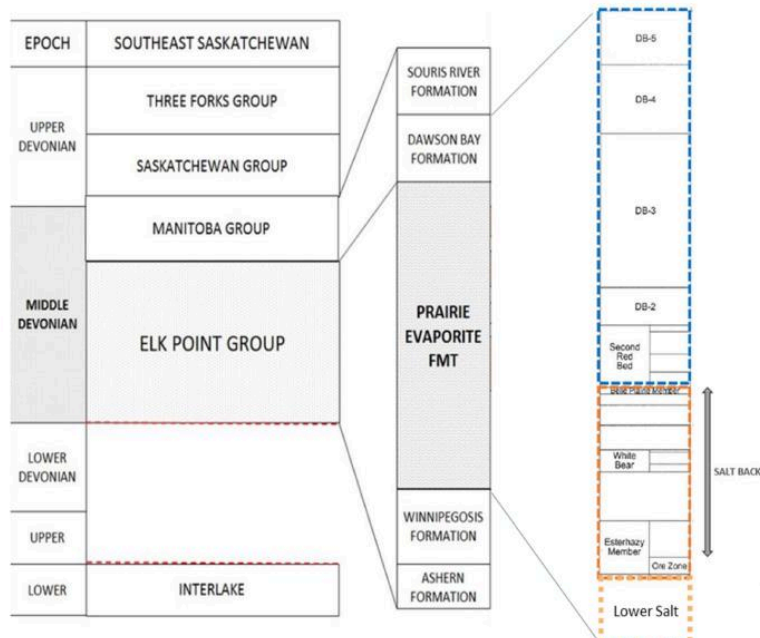 EPOCH
SOUTHEAST SASKATCHEWAN
UPPER
DEVONIAN
THREE FORKS GROUP
SASKATCHEWAN GROUP
MANITOBA GROUP
MIDDLE
DEVONIAN
ELK POINT GROUP
LOWER
DEVONIAN
UPPER
LOWER
INTERLAKE
SOURIS RIVER
FORMATION
DAWSON BAY
FORMATION
PRAIRIE
EVAPORITE
FMT
WINNIPEGOSIS
FORMATION
ASHERN
FORMATION
DB-5
DB-4
DB-3
DB-2
Second
Red
Bed
Member
White
Bear
Esterhazy
Member
Ore Zone
Lower Salt
SALT BACK